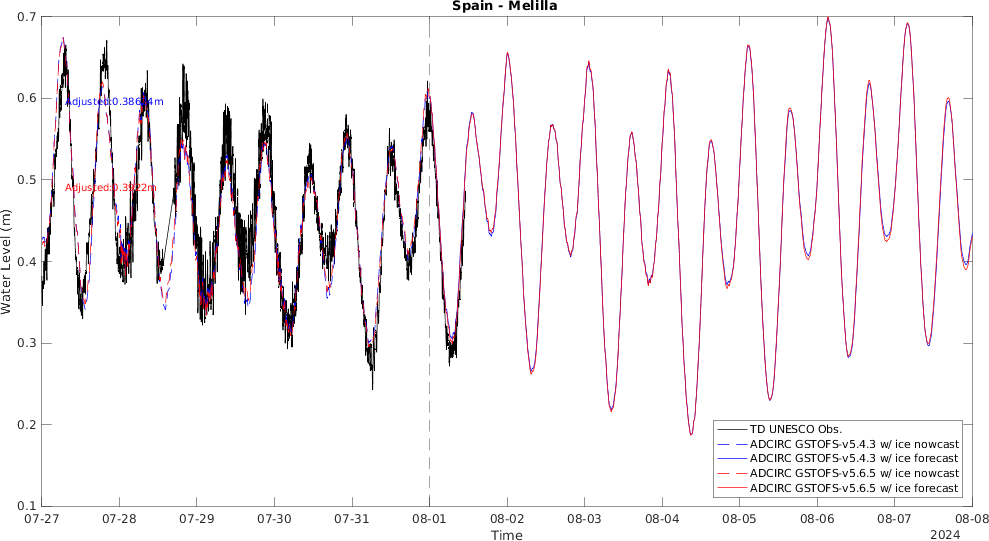 Spain - Melilla
0.7
0.6
0.5
0.4
0.3
0.2
0.1
Water Level (m)
Adjusted:0.3922m
TD UNESCO Obs.
ADCIRC GSTOFS-v5.4.3 w/ ice nowcast
ADCIRC GSTOFS-v5.4.3 w/ ice forecast
ADCIRC GSTOFS-v5.6.5 w/ ice nowcast
ADCIRC GSTOFS-v5.6.5 w/ ice forecast
07-27 07-28 07-29 07-30 07-31 08-01 08-02 08-03 08-04 08-05 08-06 08-07 08-08
Time
2024